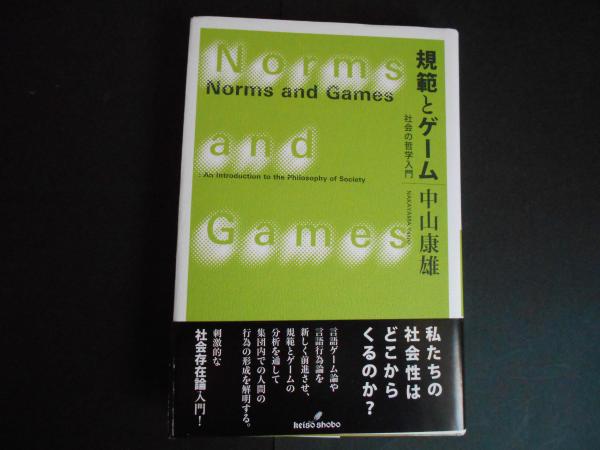 Norms
Norms and Games
and
: An Introduction to the Philosophy of Society
Games
規範とゲーム
社会の哲学入門
中山康雄
NAKAYAMA Yasuo
私たちの
社会性は
どこから
くるのか?
言語ゲーム論や
言語行為論を
新しく前進させ、
規範とゲームの
分析を通して
集団内での人間の
行為の形成を解明する。
刺激的な
社会存在論入門!
keiso shobo